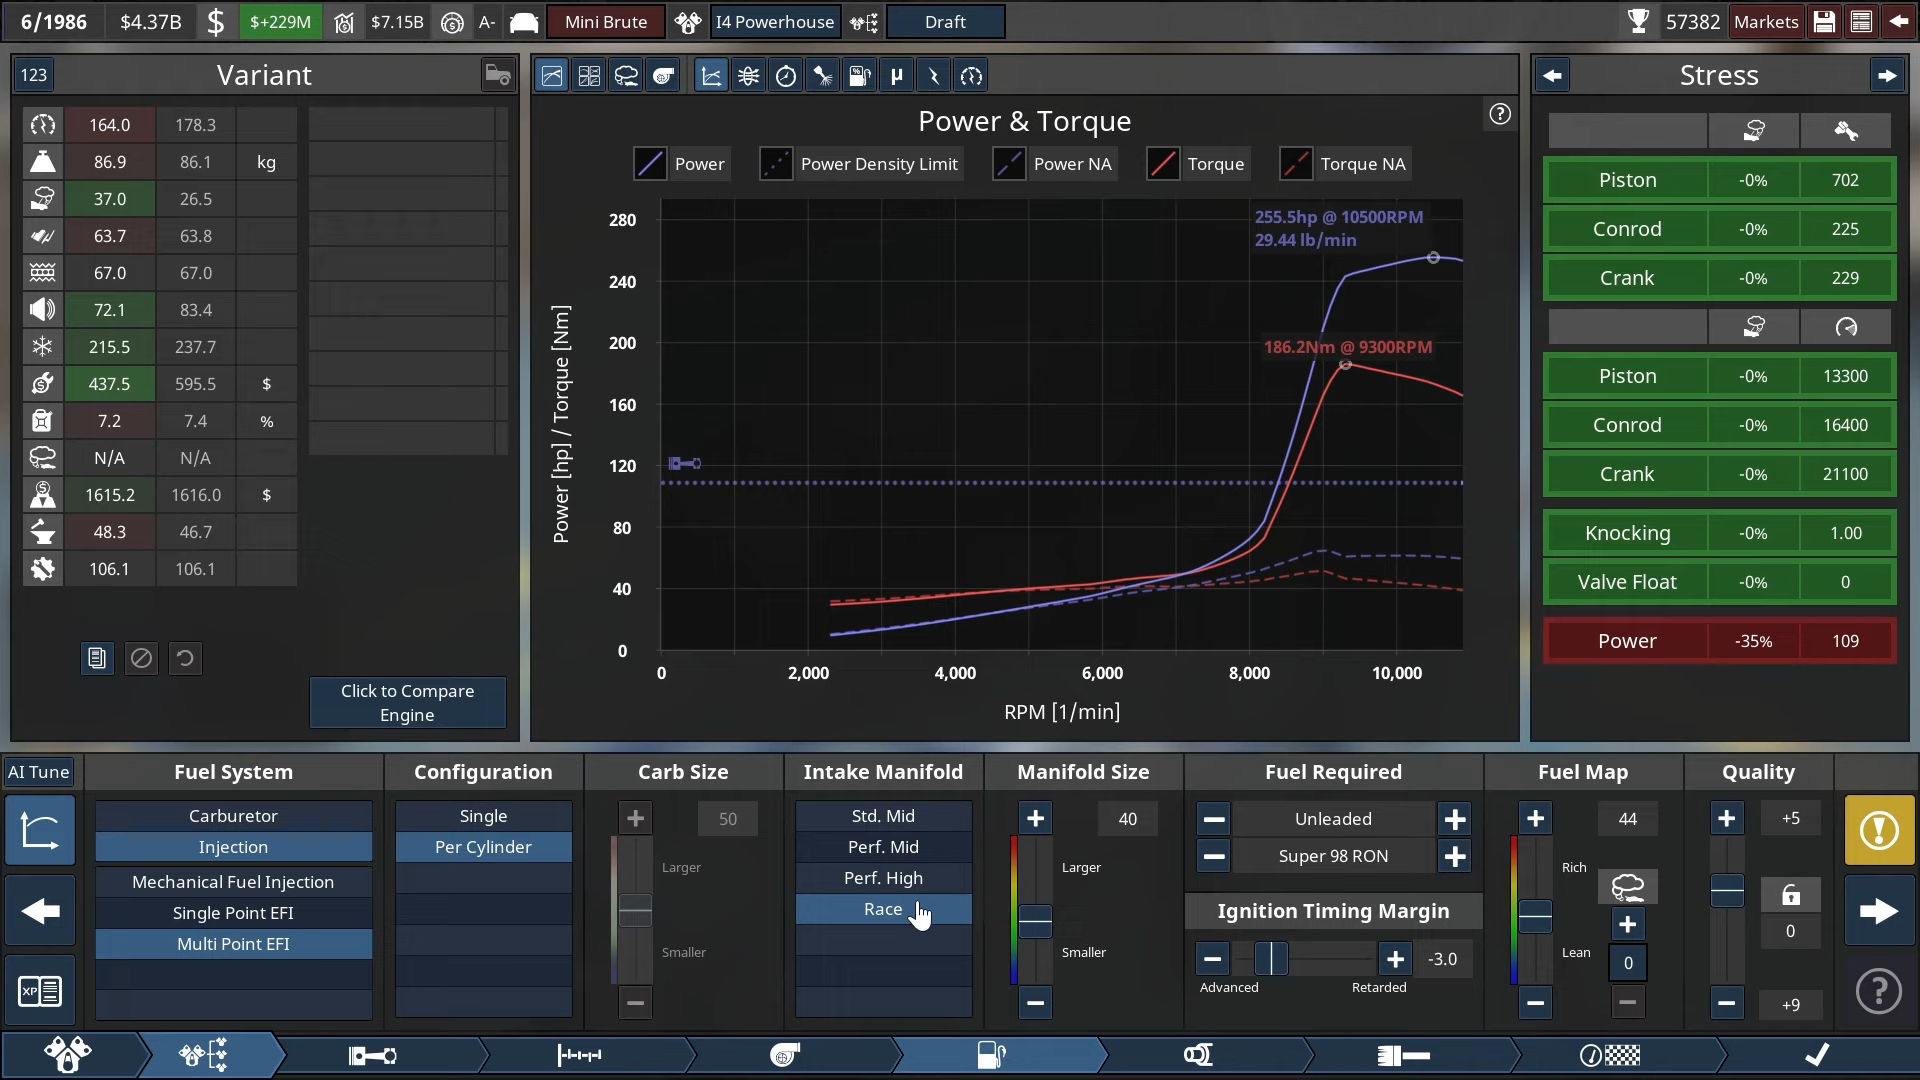 6/1986 $4.37B $ $+229M $7.15B A- Mini Brute I4 Powerhouse Draft 57382 Markets
123 Variant
164.0 178.3
86.9 86.1 kg
37.0 26.5
63.7 63.8
67.0 67.0
72.1 83.4
215.5 237.7
437.5 595.5 $
7.2 7.4 %
N/A N/A
1615.2 1616.0 $
48.3 46.7
106.1 106.1
Click to Compare
Engine
Power & Torque
?
Power Power Density Limit Power NA Torque Torque NA
Power [hp] / Torque [Nm]
280
240
200
160
120
80
40
0
255.5hp @ 10500RPM
29.44 lb/min
186.2Nm @ 9300RPM
0 2,000 4,000 6,000 8,000 10,000
RPM [1/min]
Stress
Piston -0% 702
Conrod -0% 225
Crank -0% 229
Piston -0% 13300
Conrod -0% 16400
Crank -0% 21100
Knocking -0% 1.00
Valve Float -0% 0
Power -35% 109
AI Tune
XP
Fuel System
Carburetor
Injection
Mechanical Fuel Injection
Single Point EFI
Multi Point EFI
Configuration
Single
Per Cylinder
Carb Size
50
Larger
Smaller
Intake Manifold
Std. Mid
Perf. Mid
Perf. High
Race
Manifold Size
40
Larger
Smaller
Fuel Required
Unleaded
Super 98 RON
Ignition Timing Margin
-3.0
Advanced Retarded
Fuel Map
44
Rich
Lean
0
Quality
+5
0
+9